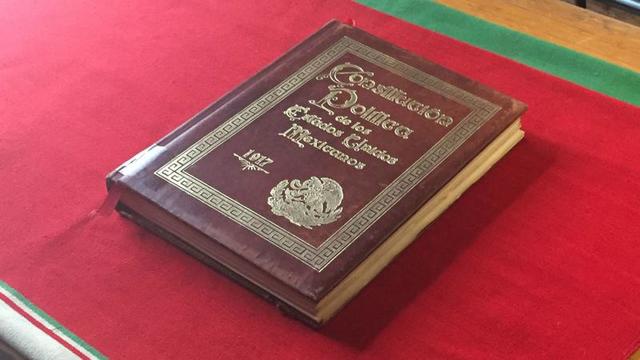 Constitución
Política
de los
Estados Unidos
Mexicanos
1917